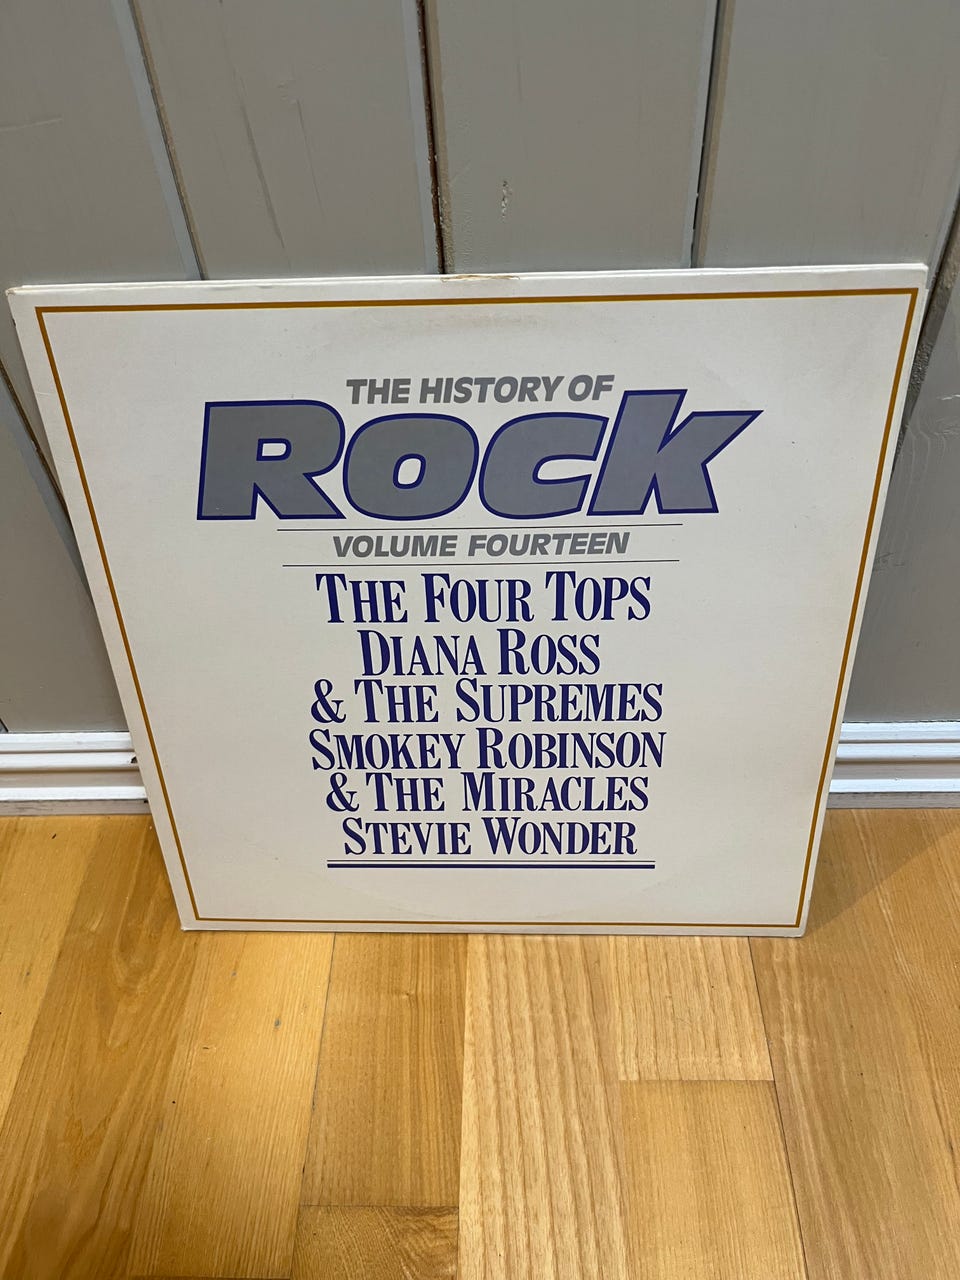 THE HISTORY OF
ROCK
VOLUME FOURTEEN
THE FOUR TOPS
DIANA ROSS
& THE SUPREMES
SMOKEY ROBINSON
& THE MIRACLES
STEVIE WONDER